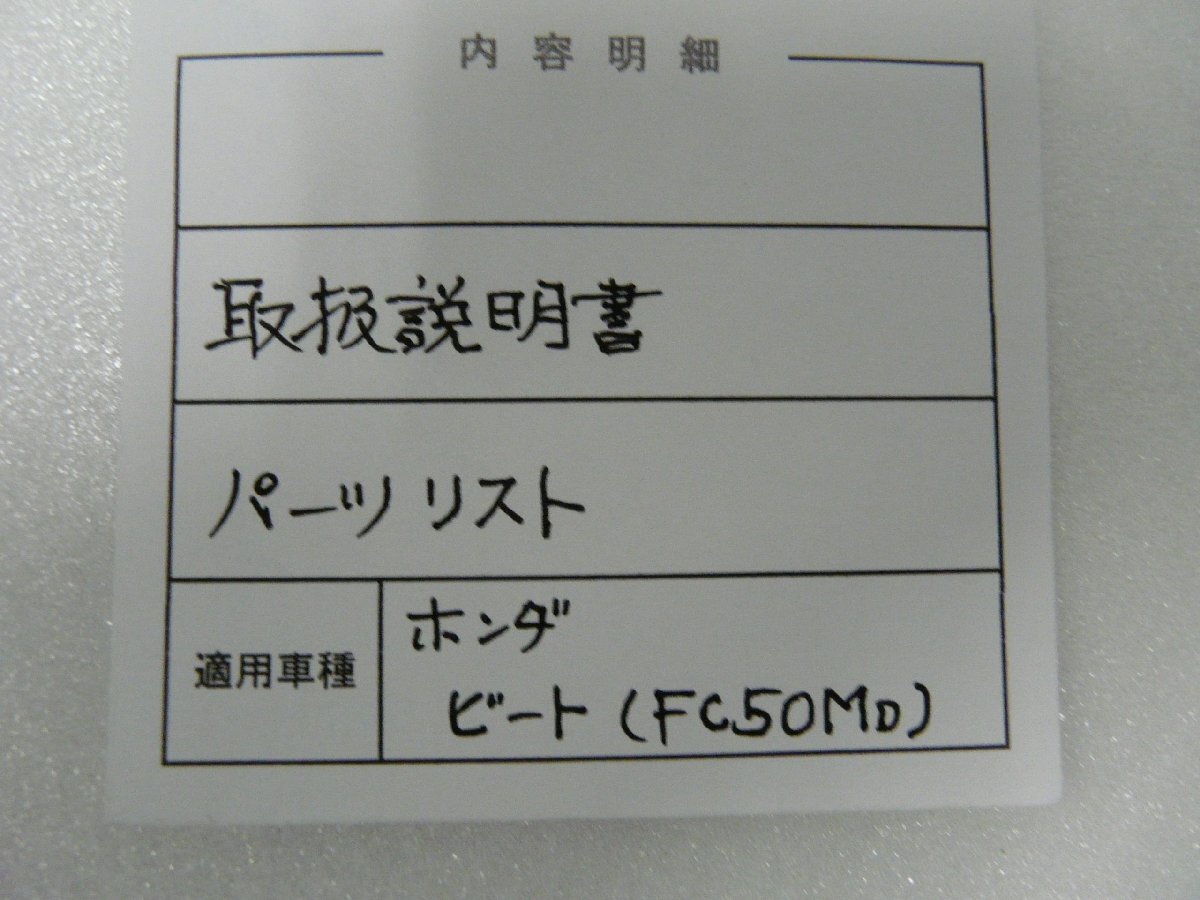 内容明細
取扱説明書
パーツリスト
適用車種
ホンダ
ビート(FC50MD)